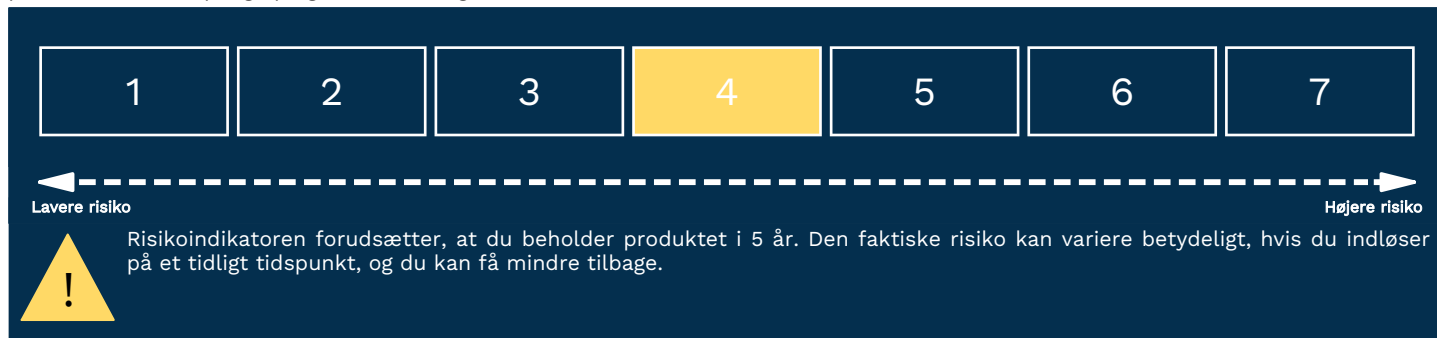 1 2 3 4 5 6 7
Lavere risiko Højere risiko
Risikoindikatoren forudsætter, at du beholder produktet i 5 år. Den faktiske risiko kan variere betydeligt, hvis du indløser
på et tidligt tidspunkt, og du kan få mindre tilbage.
!